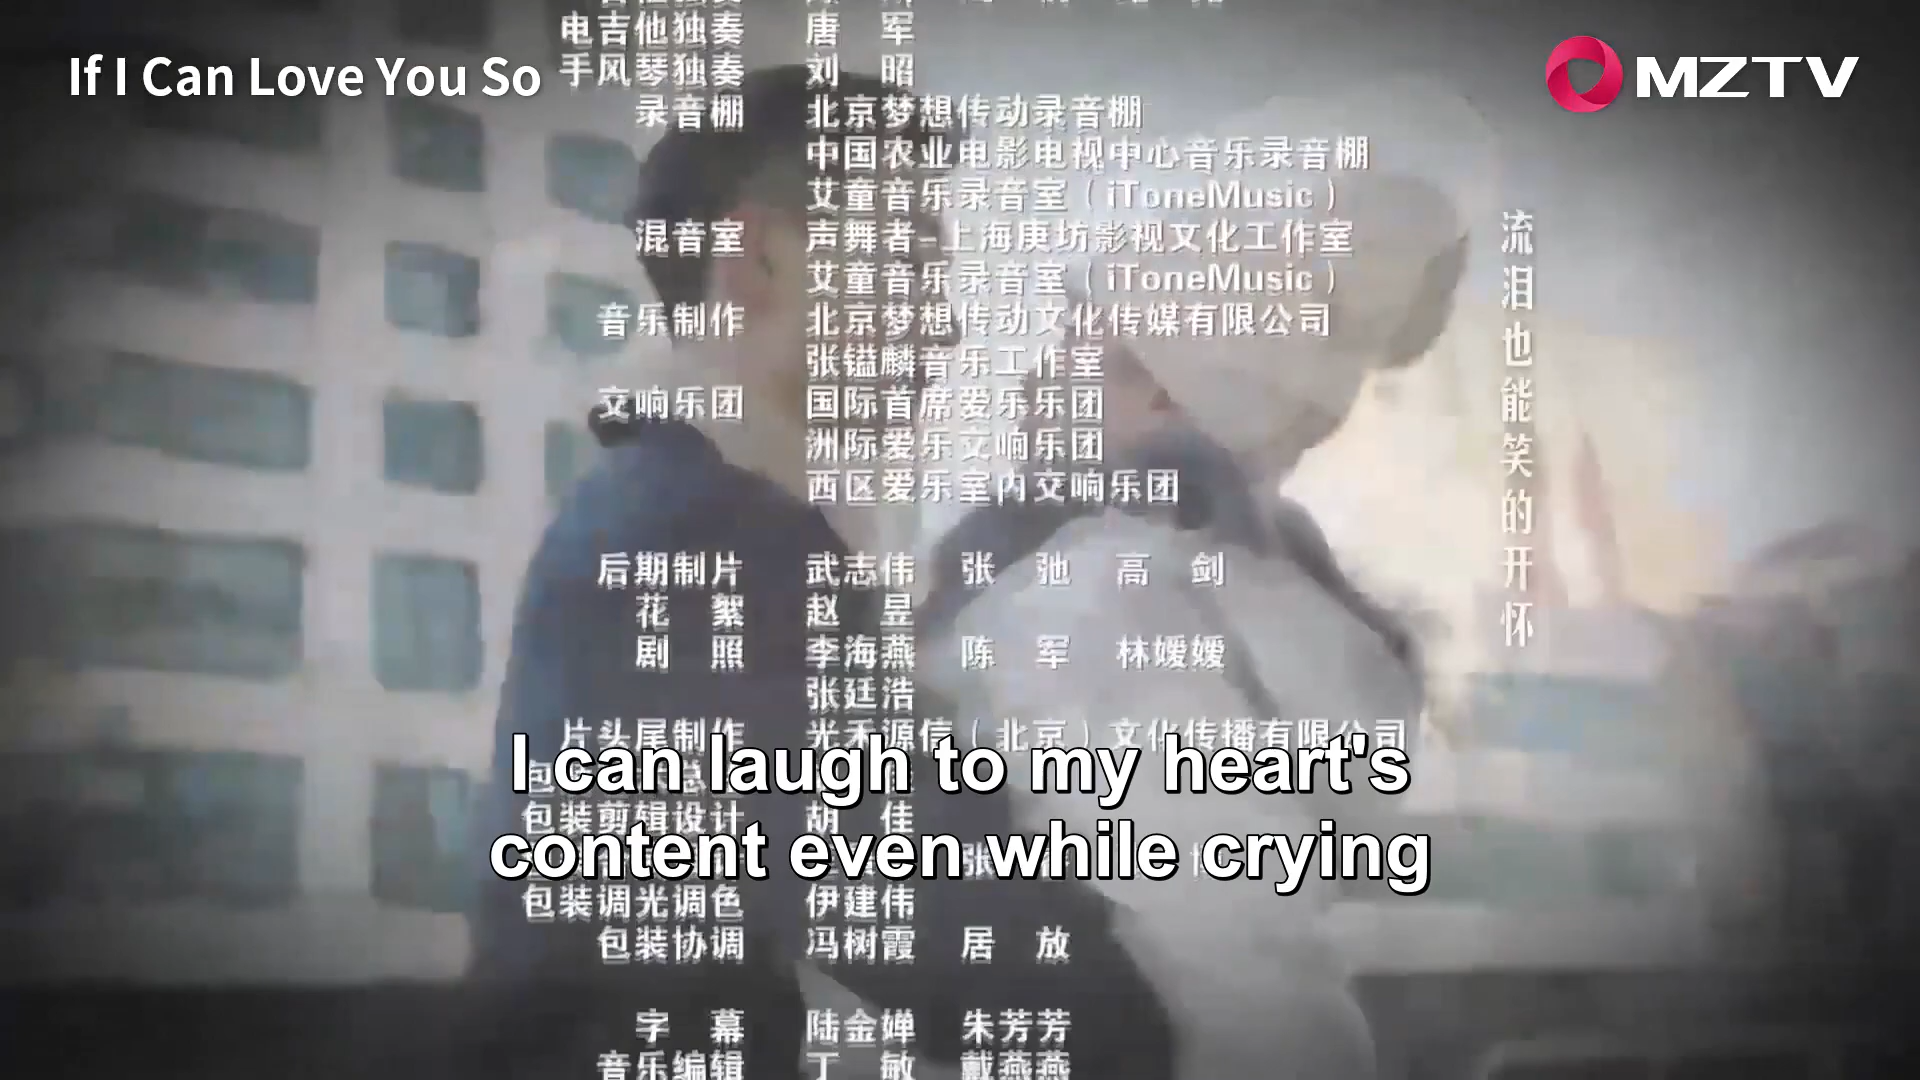 电吉他独奏 唐 军
If I Can Love You So
手风琴独奏 刘 昭
MZTV
录音棚 北京梦想传动录音棚
中国农业电影电视中心音乐录音棚
艾童音乐录音室（iToneMusic）
混音室 声舞者-上海庚坊影视文化工作室
艾童音乐录音室（iToneMusic）
音乐制作 北京梦想传动文化传媒有限公司
张镒麟音乐工作室
交响乐团 国际首席爱乐乐团
洲际爱乐交响乐团
西区爱乐室内交响乐团
流泪也能笑的开怀
后期制片 武志伟 张 弛 高 剑
花 絮 赵 昱
剧 照 李海燕 陈 军 林嫒嫒
张廷浩
片头尾制作 光禾源信（北京）文化传播有限公司
I can laugh to my heart's
包装剪辑设计 胡 佳
content even while crying
包装调光调色 伊建伟
包装协调 冯树霞 居 放
字 幕 陆金婵 朱芳芳
音乐编辑 丁 敏 戴燕燕